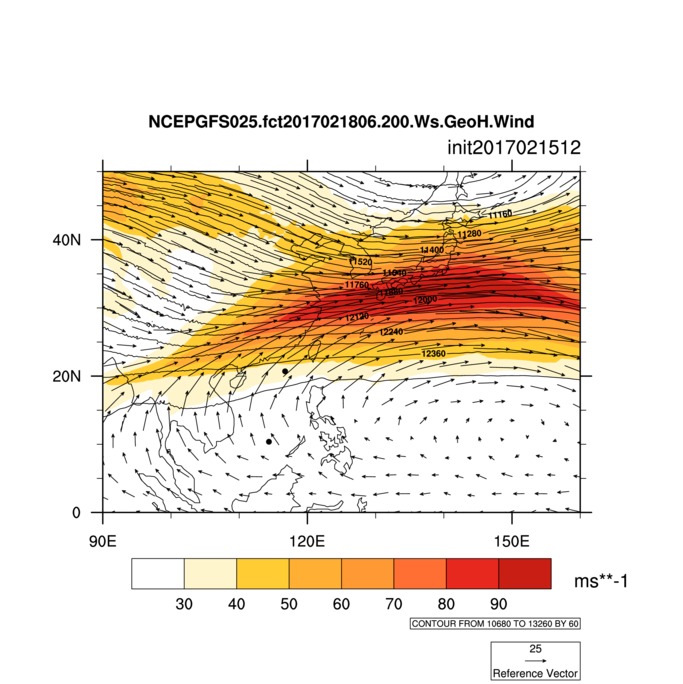 NCEPGFS025.fct2017021806.200.Ws.GeoH.Wind
init2017021512
11160
11280
40N
11400
11520
11640
11760
11880
12000
12120
12240
12360
20N
0
90E 120E 150E
ms**-1
30 40 50 60 70 80 90
CONTOUR FROM 10680 TO 13260 BY 60
25
Reference Vector